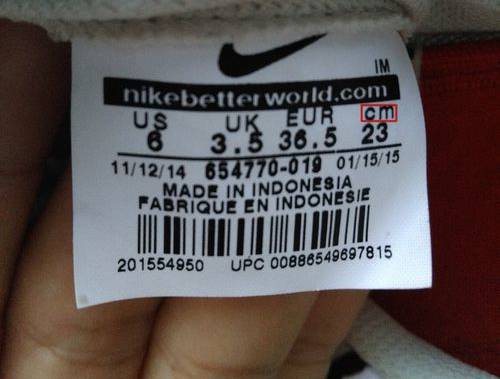 IM
nikebetterworld.com
US UK EUR cm
6 3.5 36.5 23
11/12/14 654770-019 01/15/15
MADE IN INDONESIA
FABRIQUE EN INDONESIE
201554950 UPC 00886549697815